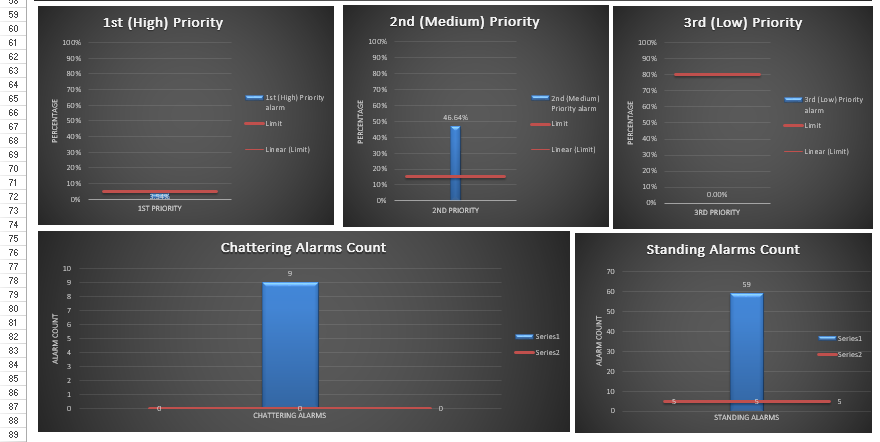 58
59
60
61
62
63
64
65
66
67
68
69
70
71
72
73
74
75
76
77
78
79
80
81
82
83
84
85
86
87
88
89
1st (High) Priority
100%
90%
80%
70%
60%
50%
40%
30%
20%
10%
0%
PERCENTAGE
3.94%
1ST PRIORITY
1st (High) Priority
alarm
Limit
Linear (Limit)
2nd (Medium) Priority
100%
90%
80%
70%
60%
50%
40%
30%
20%
10%
0%
PERCENTAGE
46.64%
2ND PRIORITY
2nd (Medium)
Priority alarm
Limit
Linear (Limit)
3rd (Low) Priority
100%
90%
80%
70%
60%
50%
40%
30%
20%
10%
0%
PERCENTAGE
0.00%
3RD PRIORITY
3rd (Low) Priority
alarm
Limit
Linear (Limit)
Chattering Alarms Count
10
9
8
7
6
5
4
3
2
1
0
ALARM COUNT
9
0 0 0
CHATTERING ALARMS
Series1
Series2
Standing Alarms Count
70
60
50
40
30
20
10
0
ALARM COUNT
59
5 5 5
STANDING ALARMS
Series1
Series2